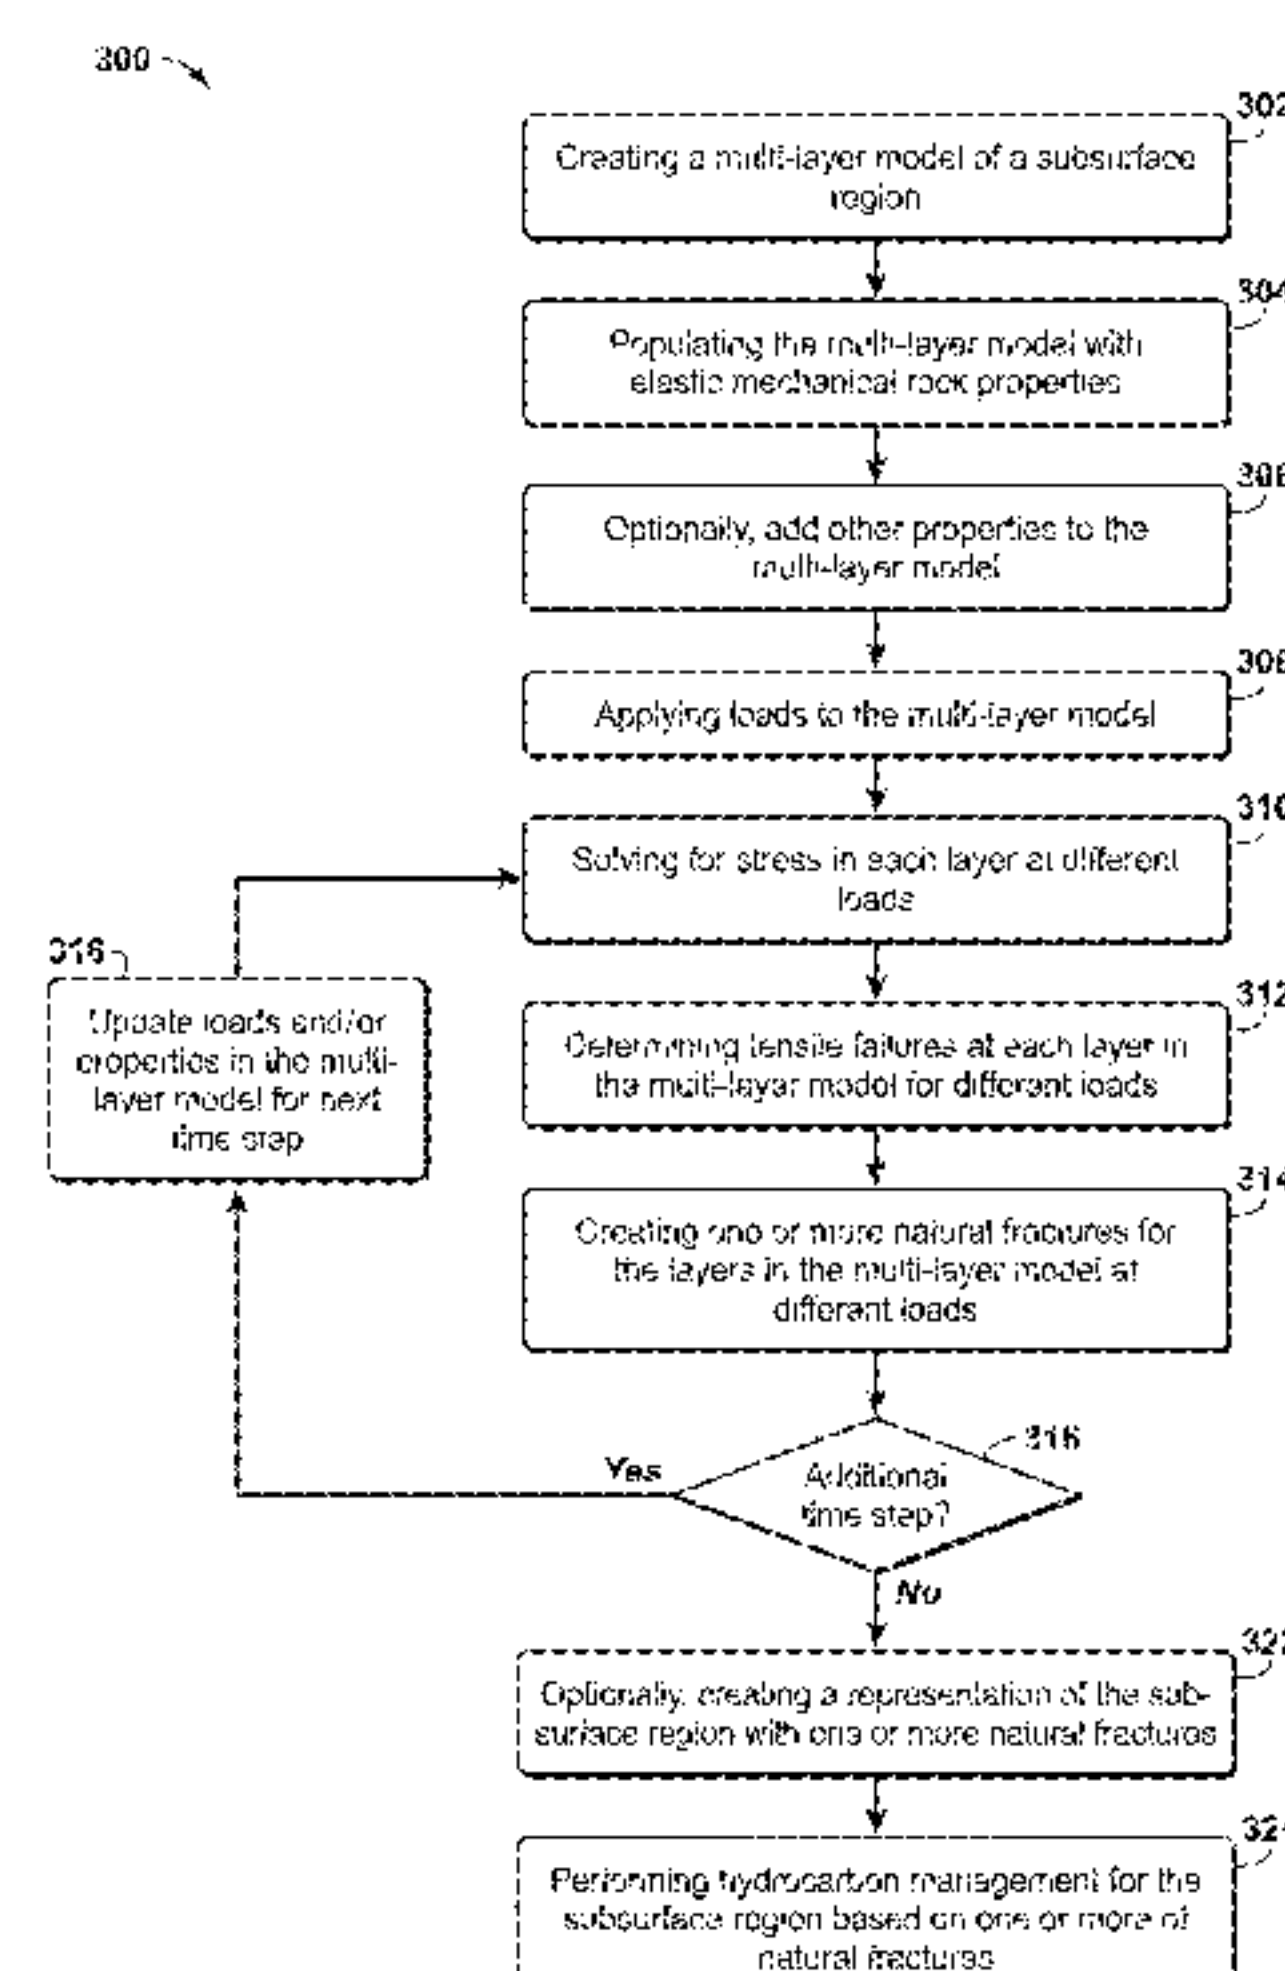 300
302
Creating a multi-layer model of a subsurface
region
304
Populating the multi-layer model with
elastic mechanical rock properties
306
Optionally, add other properties to the
multi-layer model
Applying loads to the multi-layer model
310
Solving for stress in each layer at different
loads
316
Update loads and/or
properties in the multi-
layer model for next
time step
312
Determining tensile failures at each layer in
the multi-layer model for different loads
314
Creating one or more natural fractures for
the layers in the multi-layer model at
different loads
Yes
316
Additional
time step?
No
Optionally, creating a representation of the sub-
surface region with one or more natural fractures
Performing hydrocarbon management for the
subsurface region based on one or more of
natural fractures